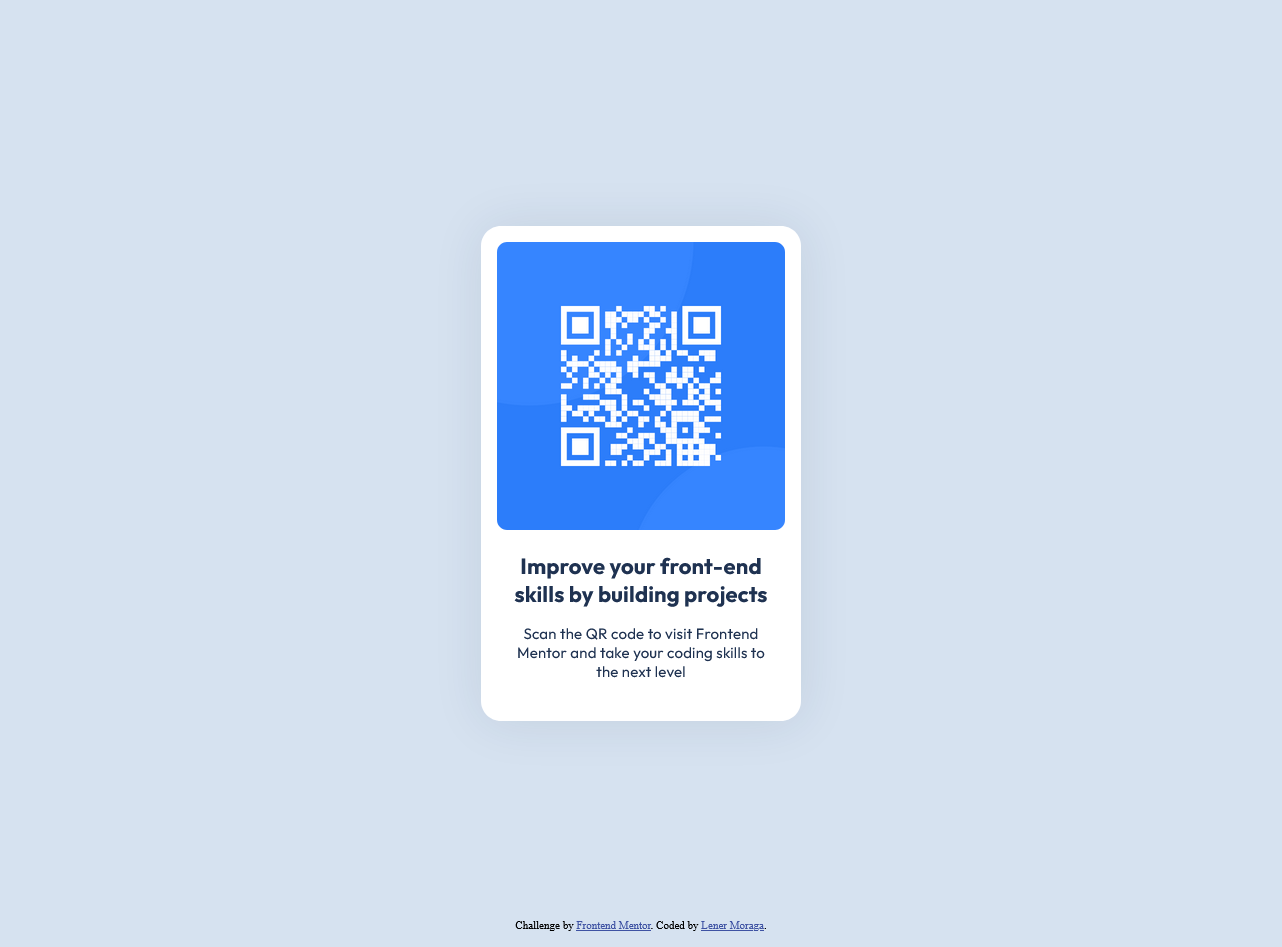 Improve your front-end
skills by building projects
Scan the QR code to visit Frontend
Mentor and take your coding skills to
the next level
Challenge by Frontend Mentor. Coded by Lener Moraga.